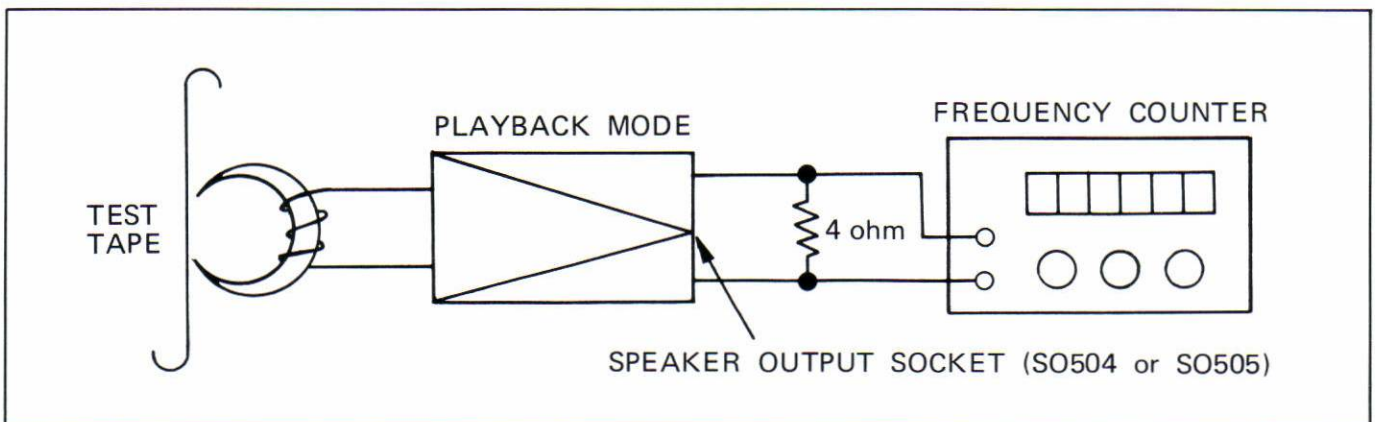 TEST
TAPE
PLAYBACK MODE
4 ohm
FREQUENCY COUNTER
SPEAKER OUTPUT SOCKET (SO504 or SO505)